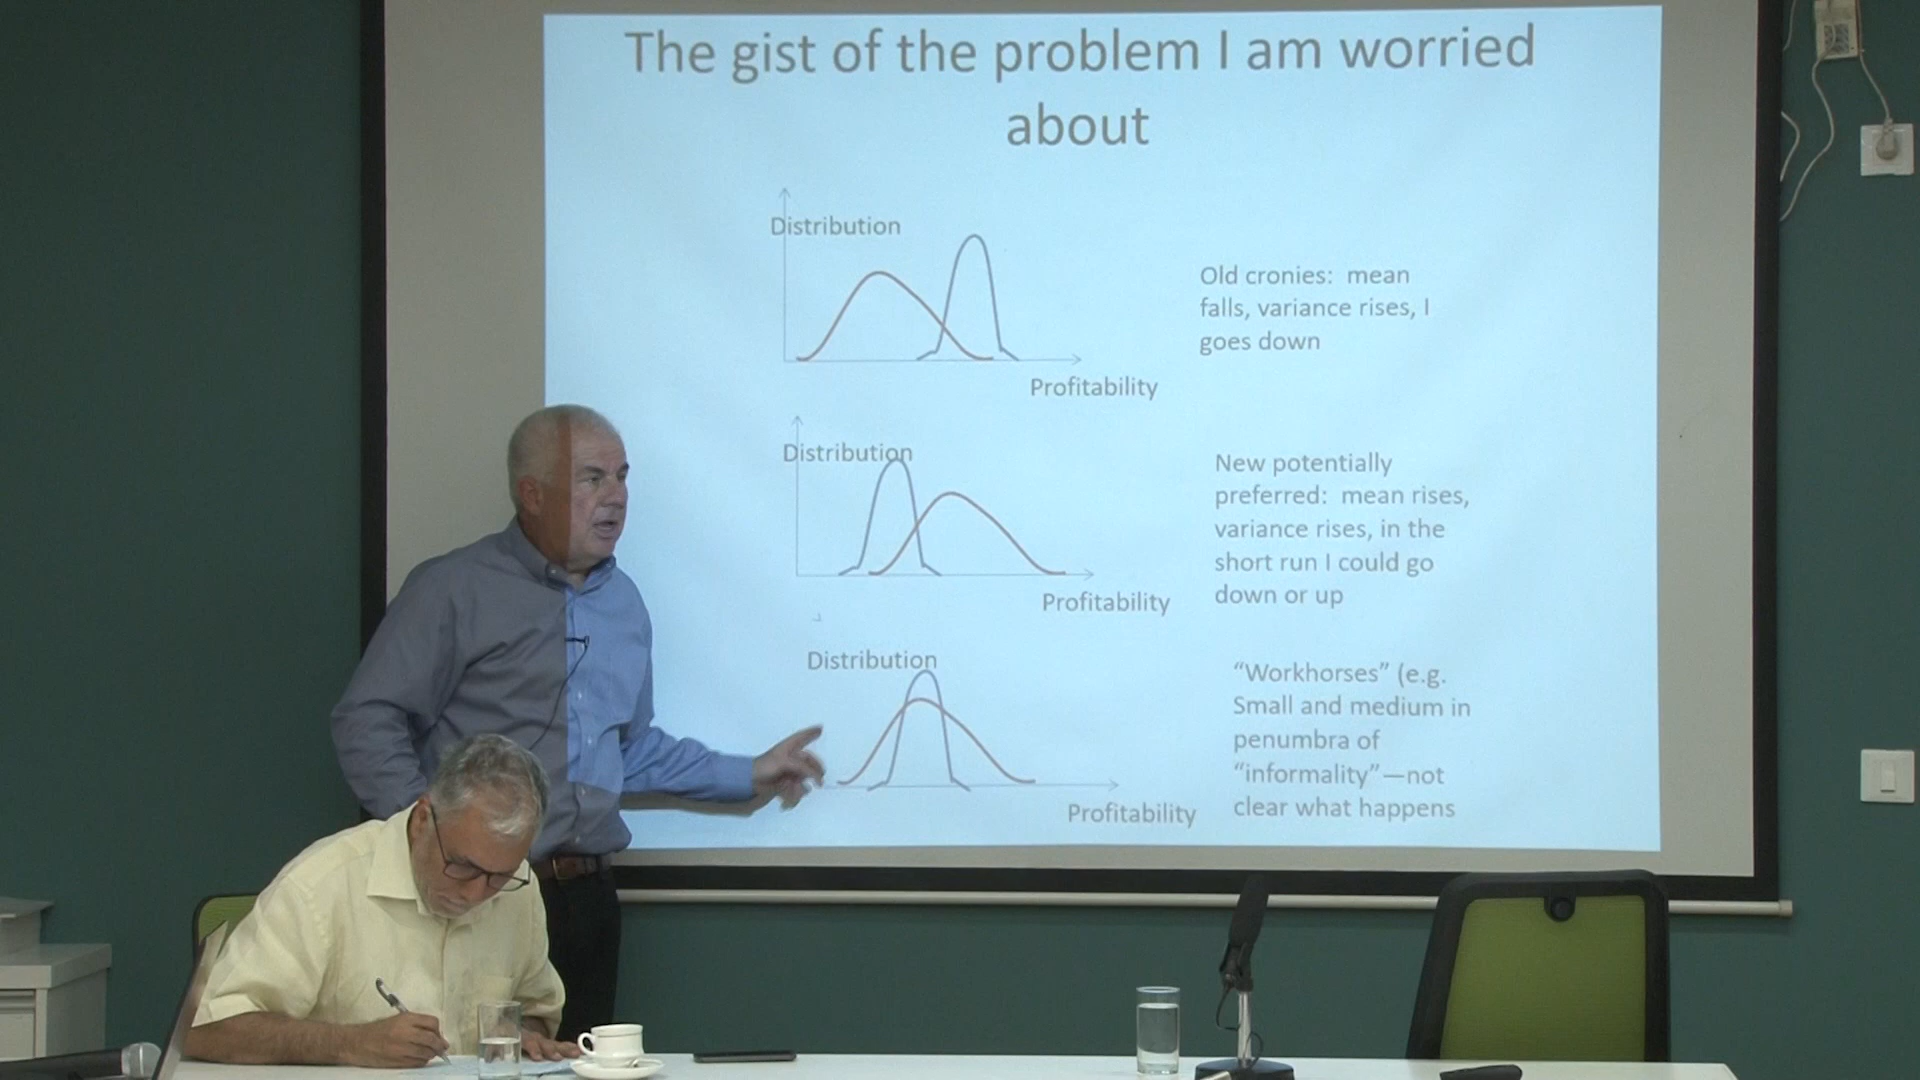 The gist of the problem I am worried
about
Distribution
Old cronies: mean
falls, variance rises, I
goes down
Profitability
Distribution
New potentially
preferred: mean rises,
variance rises, in the
short run I could go
down or up
Profitability
Distribution
“Workhorses” (e.g.
Small and medium in
penumbra of
“informality”—not
clear what happens
Profitability